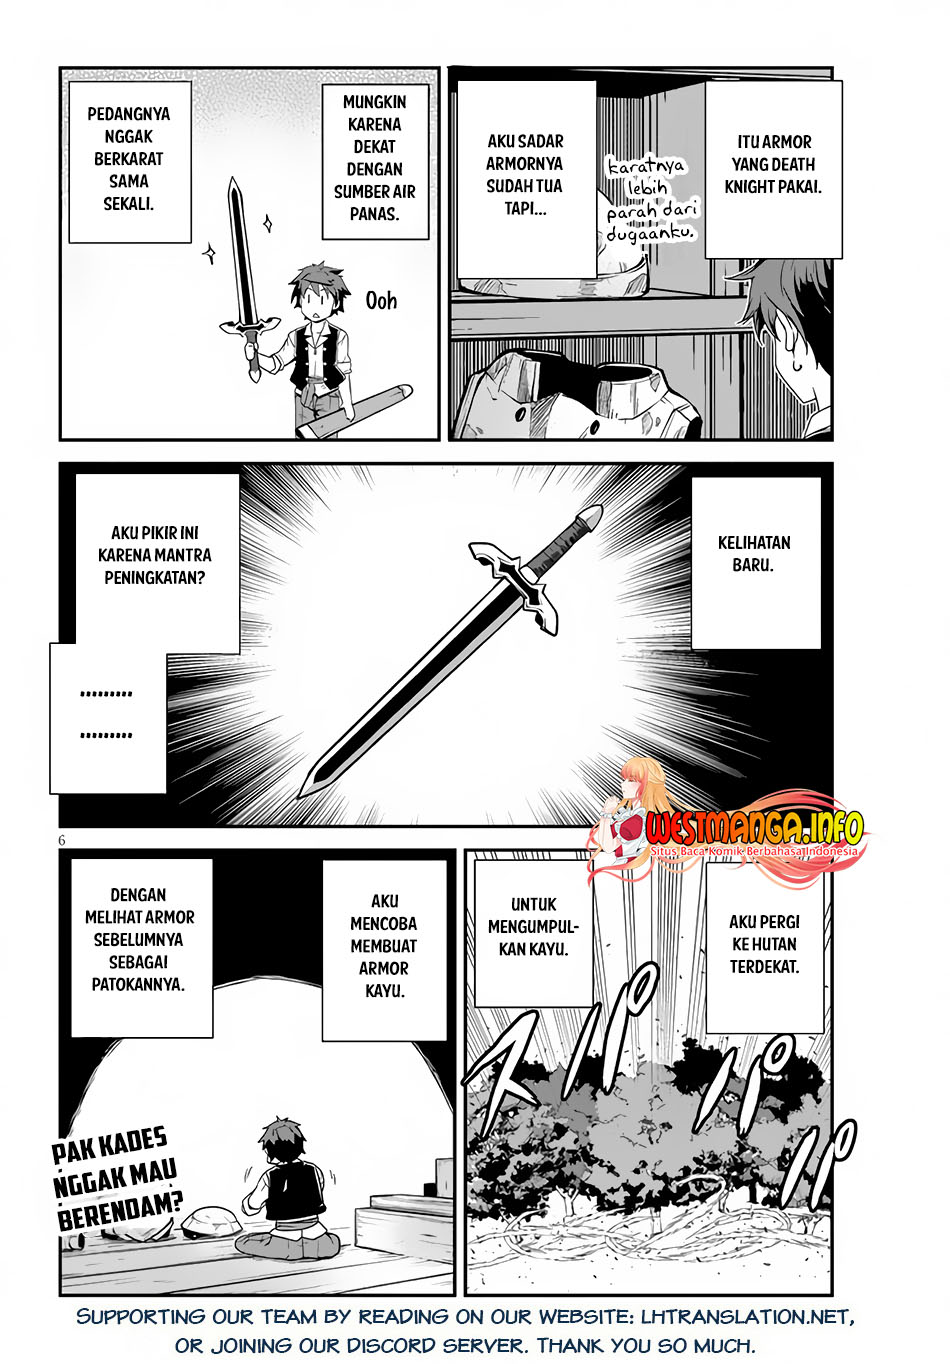 ITU ARMOR
YANG DEATH
KNIGHT PAKAI.
AKU SADAR
ARMORNYA
SUDAH TUA
TAPI...
karatnya
lebih
parah dari
dugaanku.
MUNGKIN
KARENA
DEKAT
DENGAN
SUMBER AIR
PANAS.
PEDANGNYA
NGGAK
BERKARAT
SAMA
SEKALI.
Ooh
KELIHATAN
BARU.
AKU PIKIR INI
KARENA MANTRA
PENINGKATAN?
..........
..........
6
WESTMANGA.INFO
Situs Baca Komik Berbahasa Indonesia
AKU PERGI
KE HUTAN
TERDEKAT.
UNTUK
MENGUMPUL-
KAN KAYU.
スパパパ
AKU
MENCOBA
MEMBUAT
ARMOR
KAYU.
DENGAN
MELIHAT ARMOR
SEBELUMNYA
SEBAGAI
PATOKANNYA.
PAK KADES
NGGAK MAU
BERENDAM?
SUPPORTING OUR TEAM BY READING ON OUR WEBSITE: LHTRANSLATION.NET,
OR JOINING OUR DISCORD SERVER. THANK YOU SO MUCH.